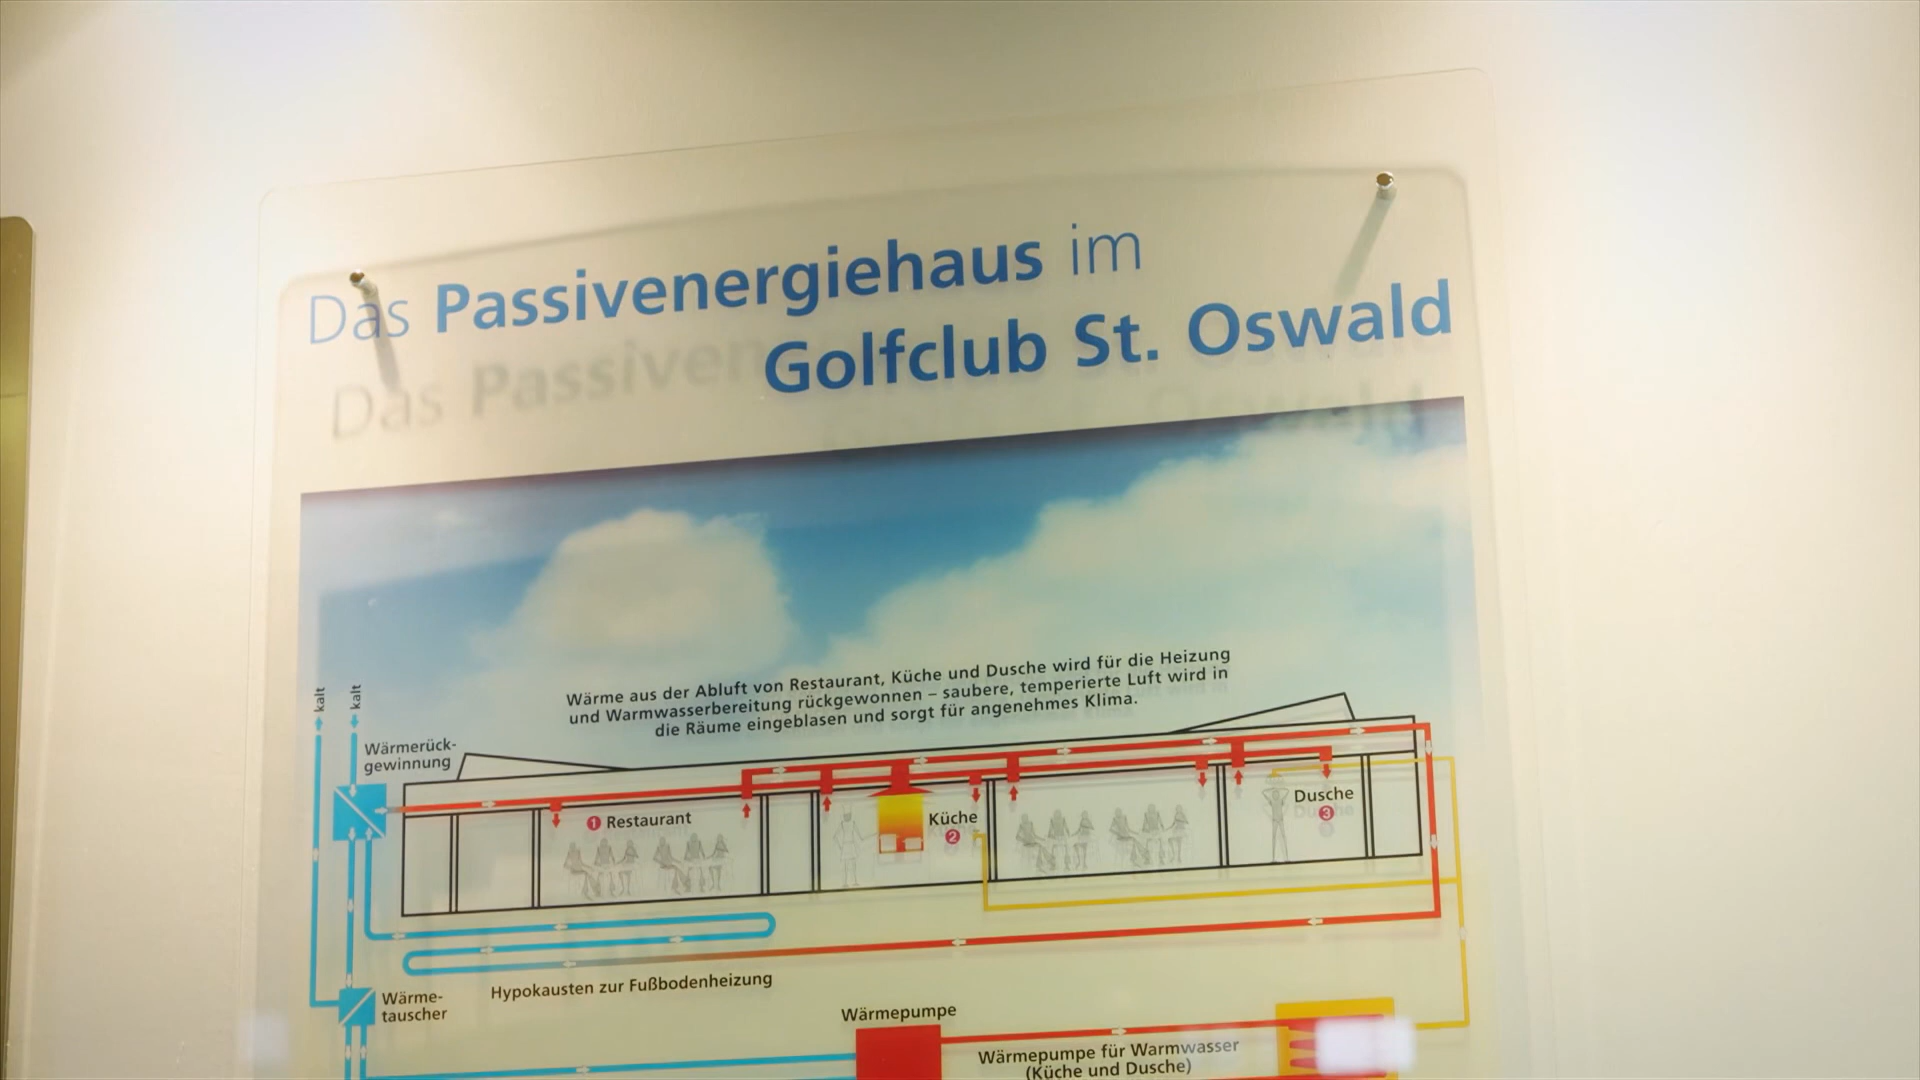 Das Passivenergiehaus im
Golfclub St. Oswald
Wärme aus der Abluft von Restaurant, Küche und Dusche wird für die Heizung
und Warmwasserbereitung rückgewonnen – saubere, temperierte Luft wird in
die Räume eingeblasen und sorgt für angenehmes Klima.
kalt
kalt
Wärmerück-
gewinnung
1 Restaurant
Küche
2
Dusche
3
Hypokausten zur Fußbodenheizung
Wärme-
tauscher
Wärmepumpe
Wärmepumpe für Warmwasser
(Küche und Dusche)